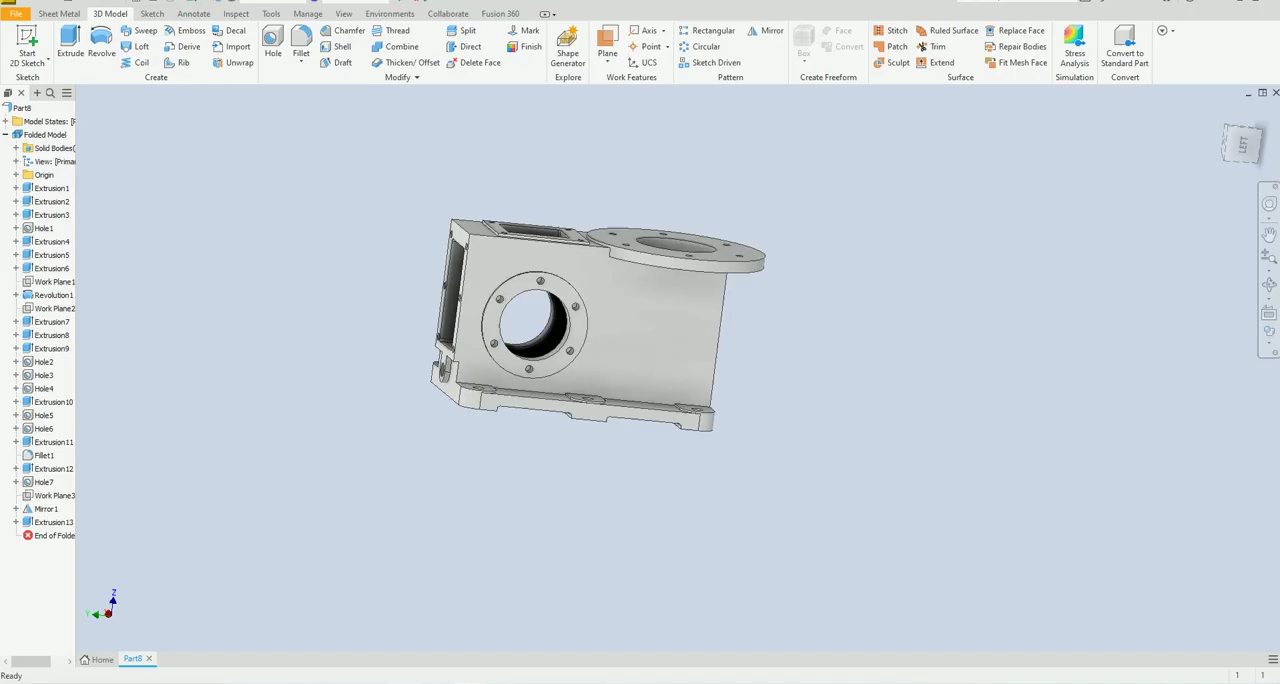 File Sheet Metal 3D Model Sketch Annotate Inspect Tools Manage View Environments Collaborate Fusion 360
Start
2D Sketch
Sketch
Extrude Revolve
Sweep Emboss Decal
Loft Derive Import
Coil Rib Unwrap
Create
Hole Fillet
Chamfer Thread Split Mark
Shell Combine Direct Finish
Draft Thicken/ Offset Delete Face
Modify
Shape
Generator
Explore
Plane
Axis
Point
UCS
Work Features
Rectangular Mirror
Circular
Sketch Driven
Pattern
Box
Face
Convert
Create Freeform
Stitch Ruled Surface Replace Face
Patch Trim Repair Bodies
Sculpt Extend Fit Mesh Face
Surface
Stress
Analysis
Simulation
Convert to
Standard Part
Convert
Part8
Model States: [F
Folded Model
Solid Bodies(
View: [Prima
Origin
Extrusion1
Extrusion2
Extrusion3
Hole1
Extrusion4
Extrusion5
Extrusion6
Work Plane1
Revolution1
Work Plane2
Extrusion7
Extrusion8
Extrusion9
Hole2
Hole3
Hole4
Extrusion10
Hole5
Hole6
Extrusion11
Fillet1
Extrusion12
Hole7
Work Plane3
Mirror1
Extrusion13
End of Folde
LEFT
Z
Y
Home Part8
Ready 1 1